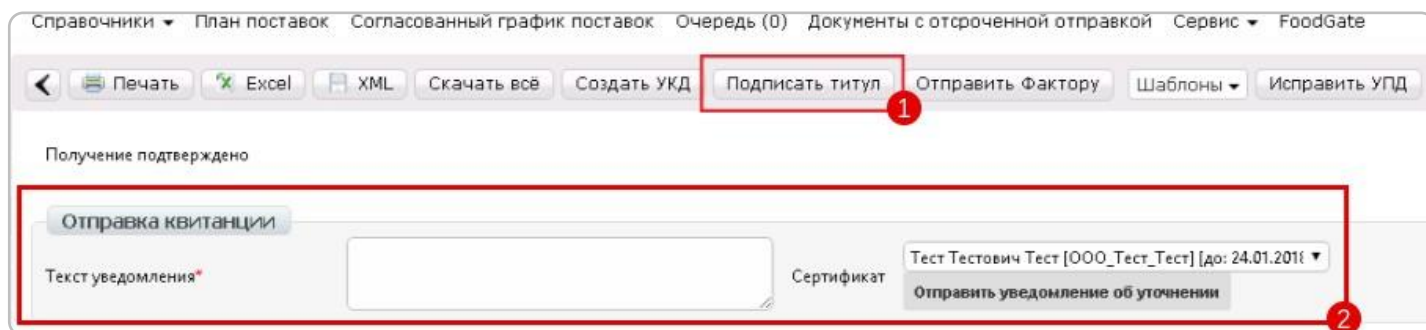 Справочники План поставок Согласованный график поставок Очередь (0) Документы с отсроченной отправкой Сервис FoodGate
Печать Excel XML Скачать всё Создать УКД Подписать титул Отправить Фактору Шаблоны Исправить УПД
1
Получение подтверждено
Отправка квитанции
Текст уведомления* Сертификат Тест Тестович Тест [ООО_Тест_Тест] [до: 24.01.2018
Отправить уведомление об уточнении
2